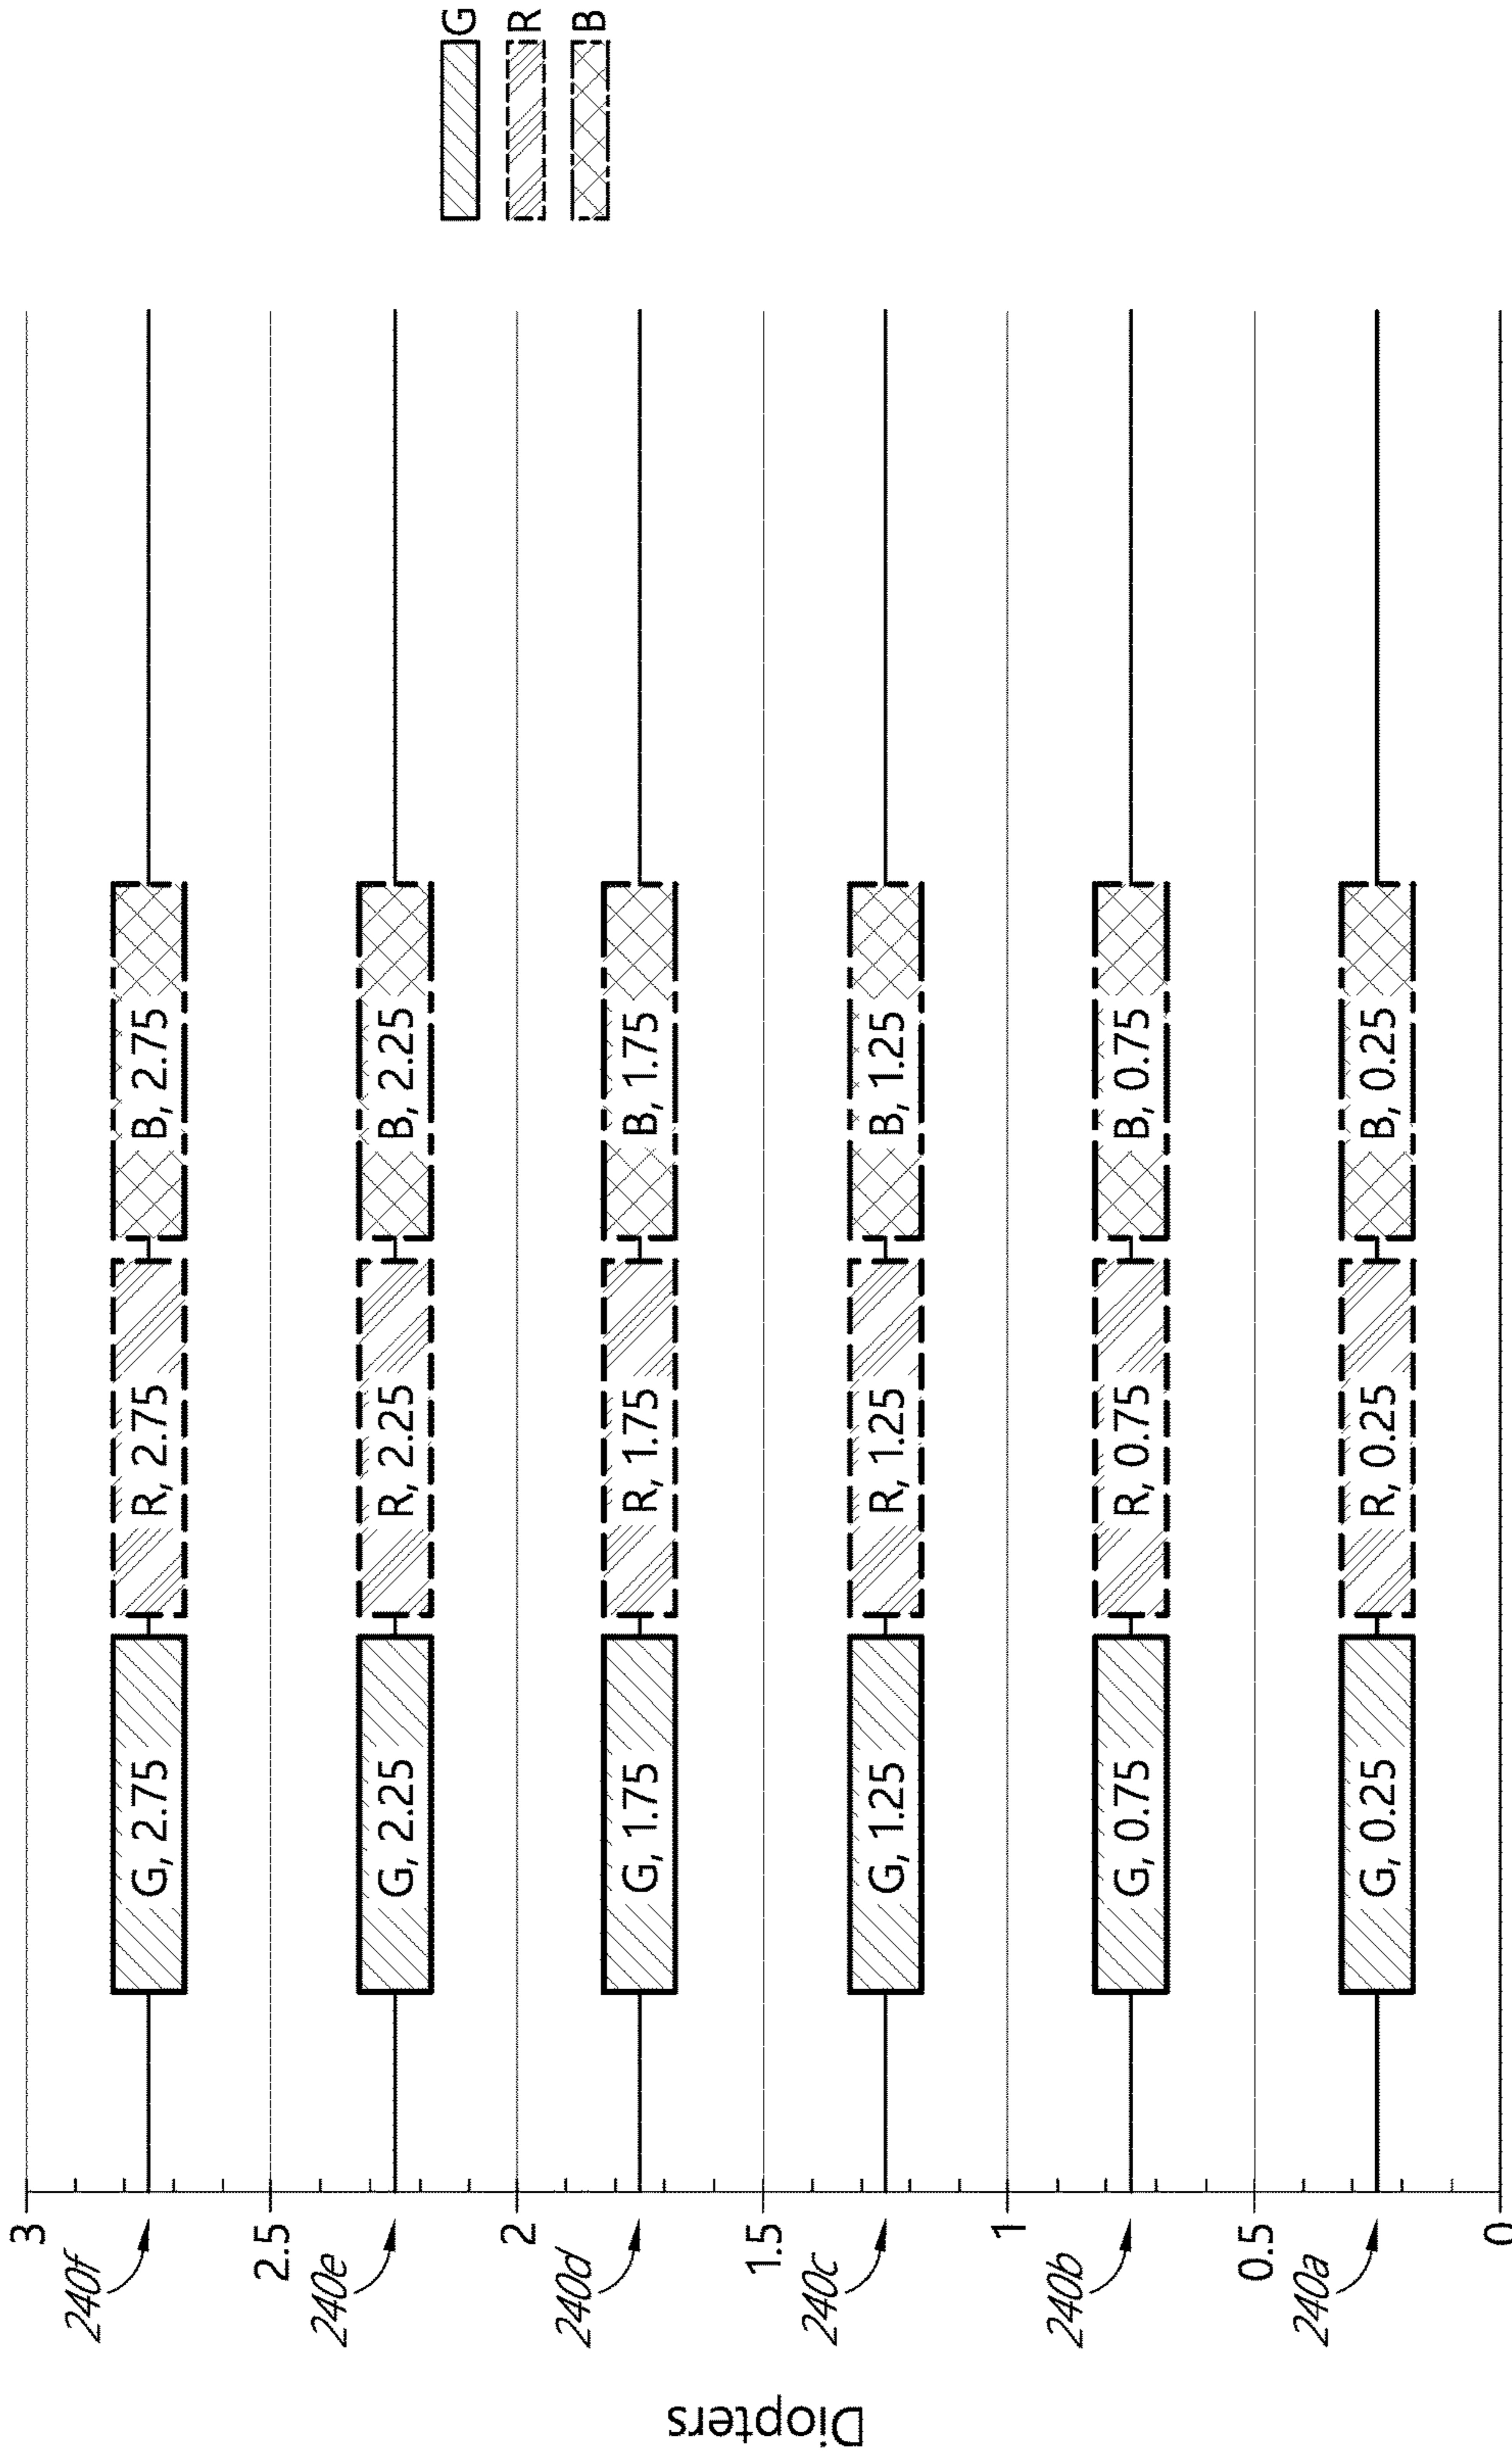 Diopters
3
240f
G, 2.75
R, 2.75
B, 2.75
2.5
240e
G, 2.25
R, 2.25
B, 2.25
2
240d
G, 1.75
R, 1.75
B, 1.75
1.5
240c
G, 1.25
R, 1.25
B, 1.25
1
240b
G, 0.75
R, 0.75
B, 0.75
0.5
240a
G, 0.25
R, 0.25
B, 0.25
0
G
R
B